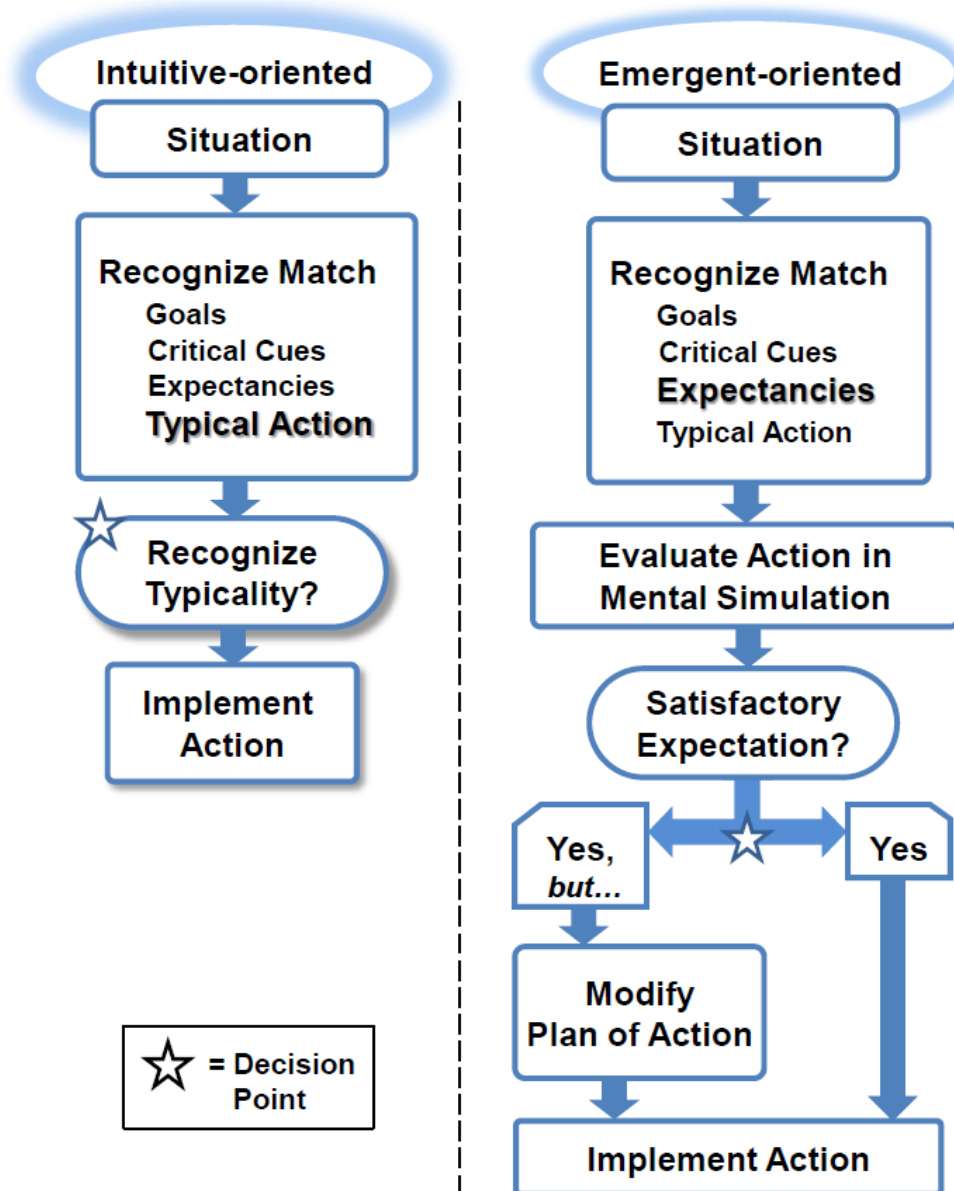 Intuitive-oriented
Situation
Recognize Match
Goals
Critical Cues
Expectancies
Typical Action
Recognize
Typicality?
Implement
Action
= Decision
Point
Emergent-oriented
Situation
Recognize Match
Goals
Critical Cues
Expectancies
Typical Action
Evaluate Action in
Mental Simulation
Satisfactory
Expectation?
Yes,
but...
Yes
Modify
Plan of Action
Implement Action